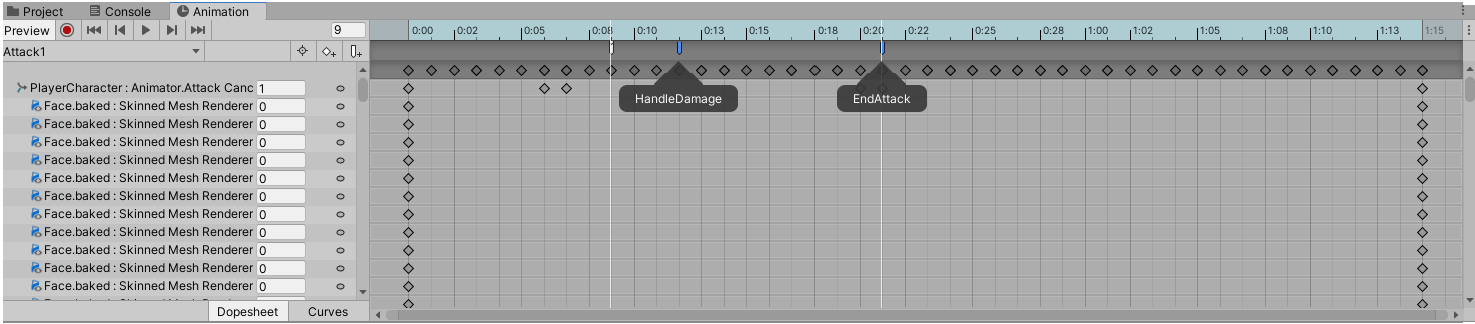 Project Console Animation
Preview 9 0:00 0:02 0:05 0:08 0:10 0:13 0:15 0:18 0:20 0:22 0:25 0:28 1:00 1:02 1:05 1:08 1:10 1:13 1:15
Attack1
PlayerCharacter : Animator.Attack Canc 1
HandleDamage EndAttack
Face.baked : Skinned Mesh Renderer 0
Face.baked : Skinned Mesh Renderer 0
Face.baked : Skinned Mesh Renderer 0
Face.baked : Skinned Mesh Renderer 0
Face.baked : Skinned Mesh Renderer 0
Face.baked : Skinned Mesh Renderer 0
Face.baked : Skinned Mesh Renderer 0
Face.baked : Skinned Mesh Renderer 0
Face.baked : Skinned Mesh Renderer 0
Face.baked : Skinned Mesh Renderer 0
Face.baked : Skinned Mesh Renderer 0
Dopesheet Curves